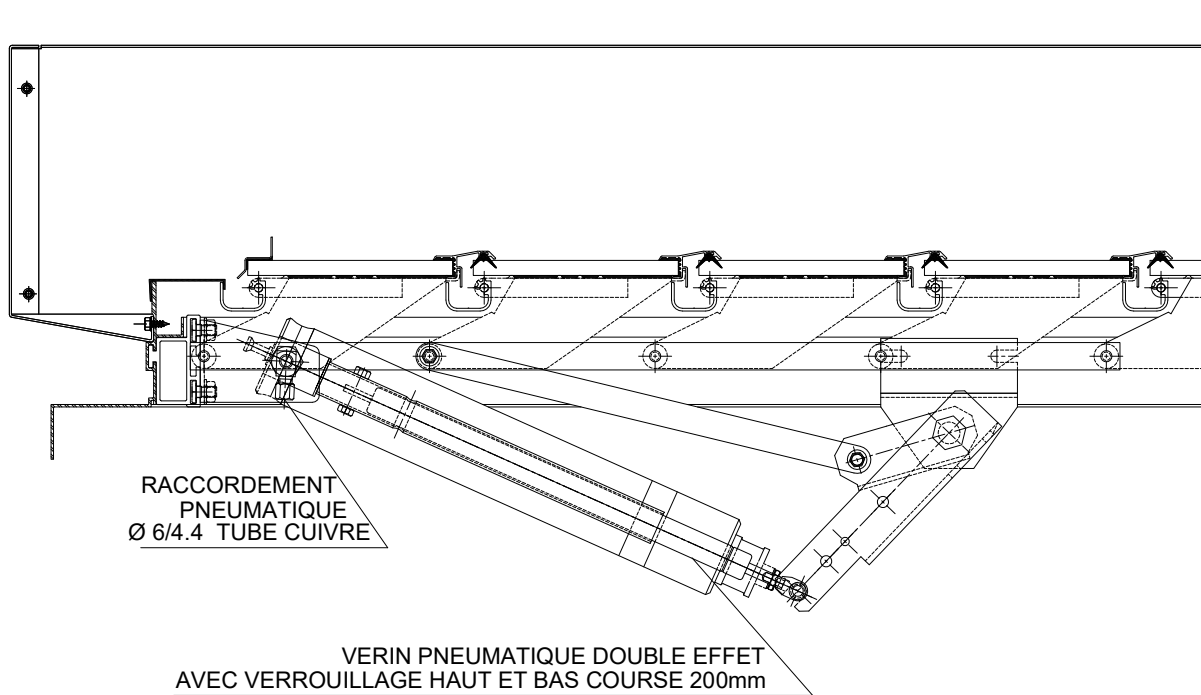 RACCORDEMENT
PNEUMATIQUE
Ø 6/4.4 TUBE CUIVRE
VERIN PNEUMATIQUE DOUBLE EFFET
AVEC VERROUILLAGE HAUT ET BAS COURSE 200mm